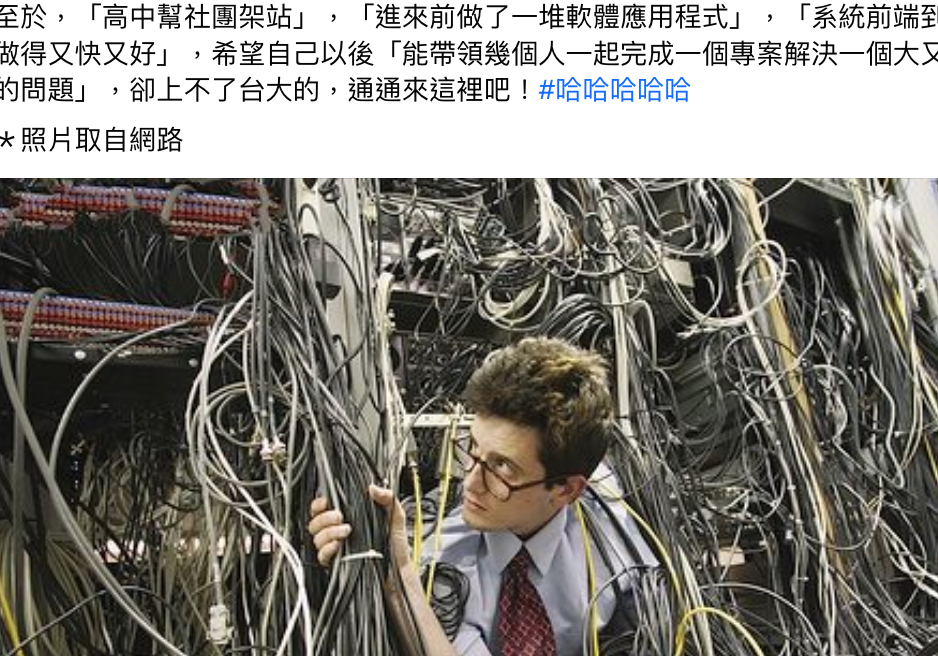 至於，「高中幫社團架站」，「進來前做了一堆軟體應用程式」，「系統前端到
做得又快又好」，希望自己以後「能帶領幾個人一起完成一個專案解決一個大又
的問題」，卻上不了台大的，通通來這裡吧！#哈哈哈哈哈
＊照片取自網路